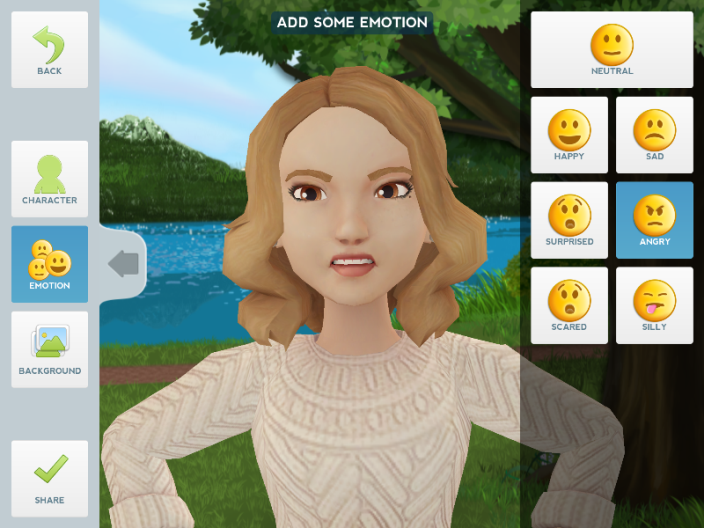 ADD SOME EMOTION
BACK
CHARACTER
EMOTION
BACKGROUND
SHARE
NEUTRAL
HAPPY
SAD
SURPRISED
ANGRY
SCARED
SILLY